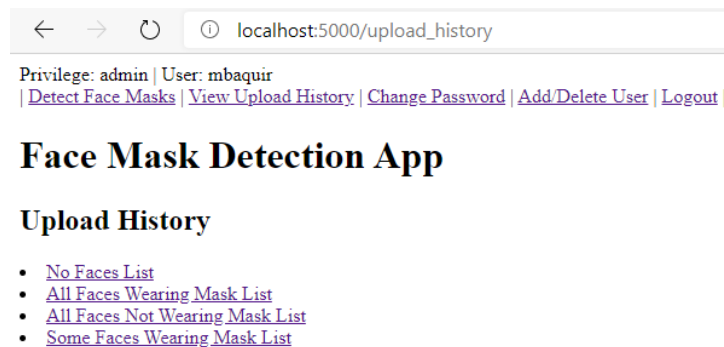 localhost:5000/upload_history
Privilege: admin | User: mbaquir
| Detect Face Masks | View Upload History | Change Password | Add/Delete User | Logout |
Face Mask Detection App
Upload History
• No Faces List
• All Faces Wearing Mask List
• All Faces Not Wearing Mask List
• Some Faces Wearing Mask List